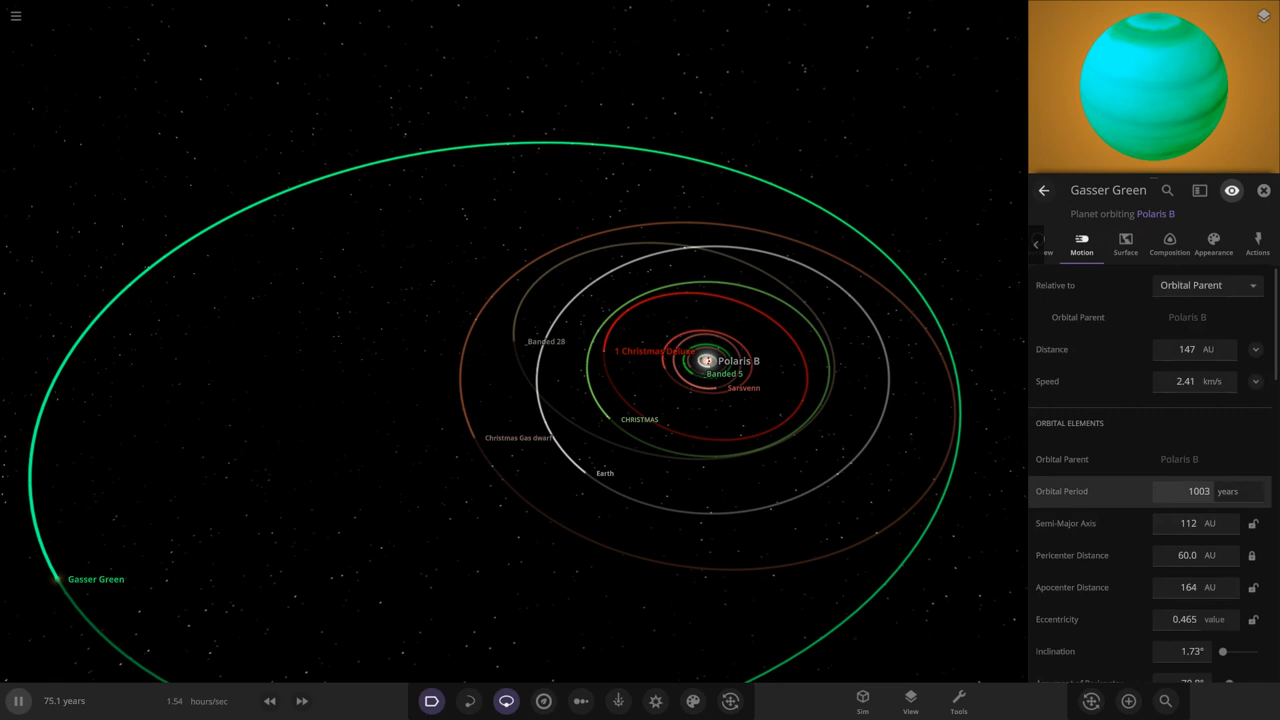 Gasser Green
Planet orbiting Polaris B
ew
Motion
Surface
Composition
Appearance
Actions
Relative to
Orbital Parent
Orbital Parent
Polaris B
Distance
147 AU
Speed
2.41 km/s
ORBITAL ELEMENTS
Orbital Parent
Polaris B
Orbital Period
1003 years
Semi-Major Axis
112 AU
Pericenter Distance
60.0 AU
Apocenter Distance
164 AU
Eccentricity
0.465 value
Inclination
1.73°
Banded 28
1 Christmas Deluxe
Polaris B
Banded 5
Sarsvenn
CHRISTMAS
Christmas Gas dwarf
Earth
Gasser Green
75.1 years
1.54 hours/sec
Sim
View
Tools